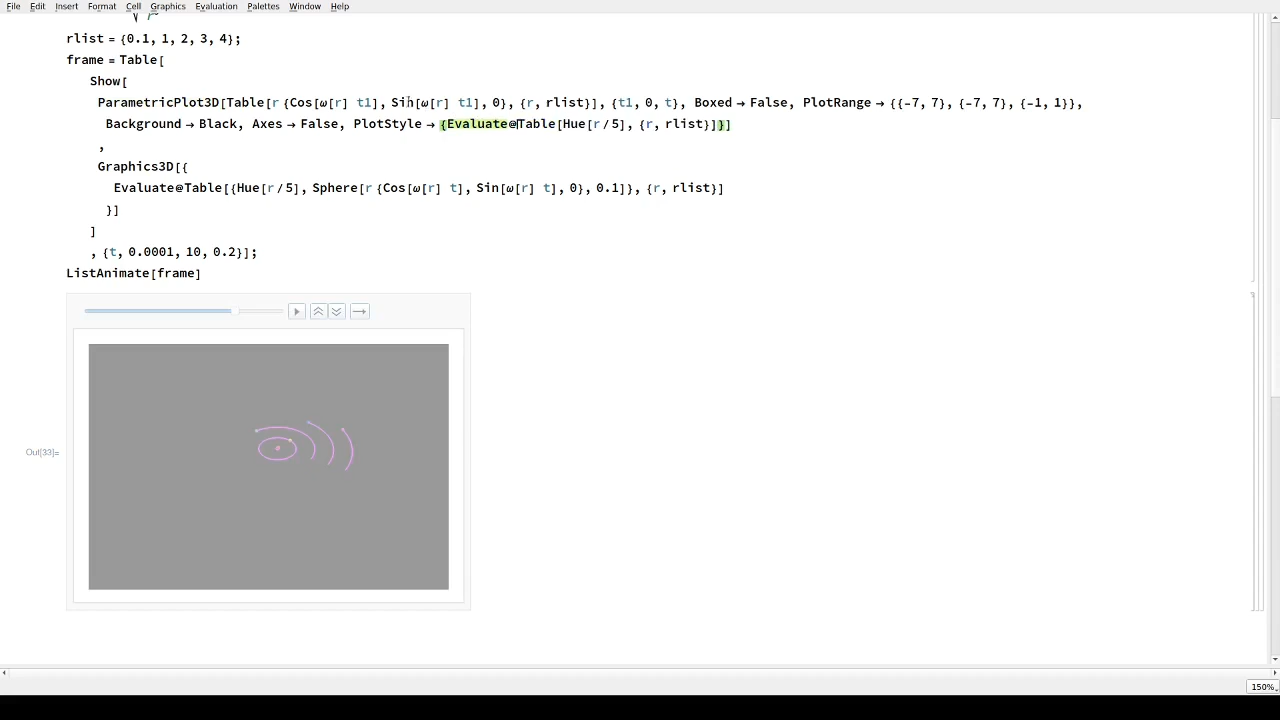 File Edit Insert Format Cell Graphics Evaluation Palettes Window Help
√ r
rlist = {0.1, 1, 2, 3, 4};
frame = Table[
Show[
ParametricPlot3D[Table[r {Cos[ω[r] t1], Sin[ω[r] t1], 0}, {r, rlist}], {t1, 0, t}, Boxed → False, PlotRange → {{-7, 7}, {-7, 7}, {-1, 1}},
Background → Black, Axes → False, PlotStyle → {Evaluate@Table[Hue[r / 5], {r, rlist}]}]
,
Graphics3D[{
Evaluate@Table[{Hue[r / 5], Sphere[r {Cos[ω[r] t], Sin[ω[r] t], 0}, 0.1]}, {r, rlist}]
}]
]
, {t, 0.0001, 10, 0.2}];
ListAnimate[frame]
Out[33]=
150%